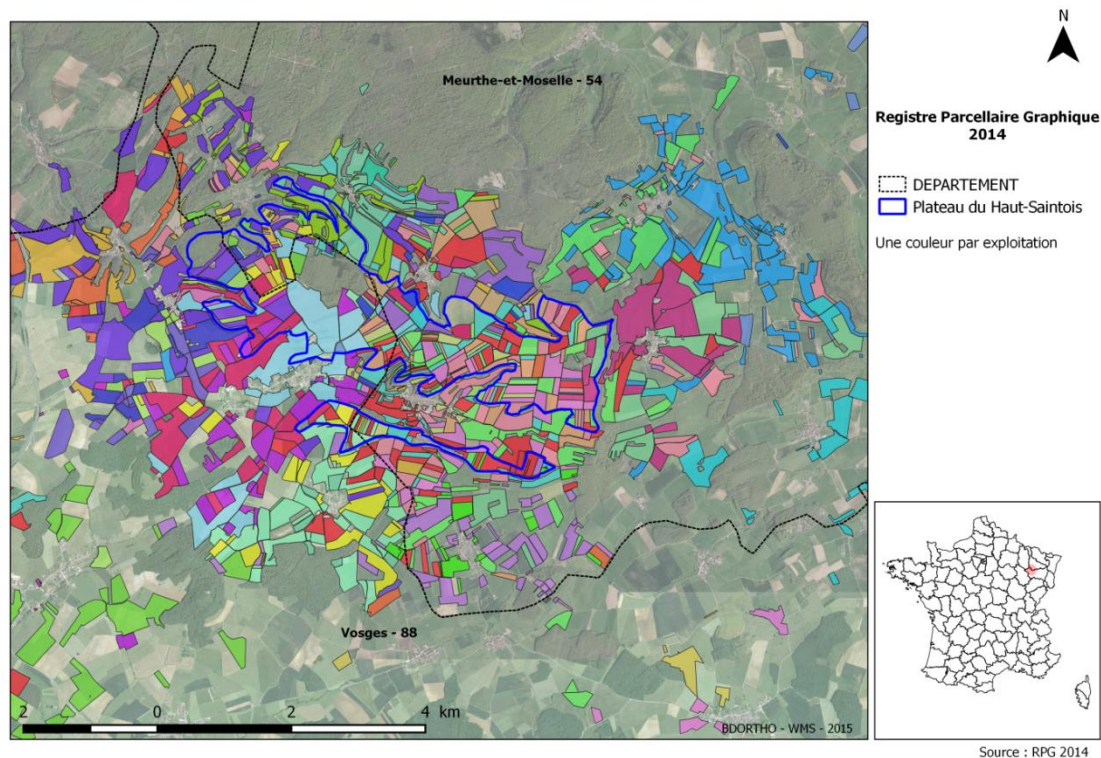 N
Meurthe-et-Moselle - 54
Registre Parcellaire Graphique
2014
DEPARTEMENT
Plateau du Haut-Saintois
Une couleur par exploitation
Vosges - 88
2 0 2 4 km
BDORTHO - WMS - 2015
Source : RPG 2014